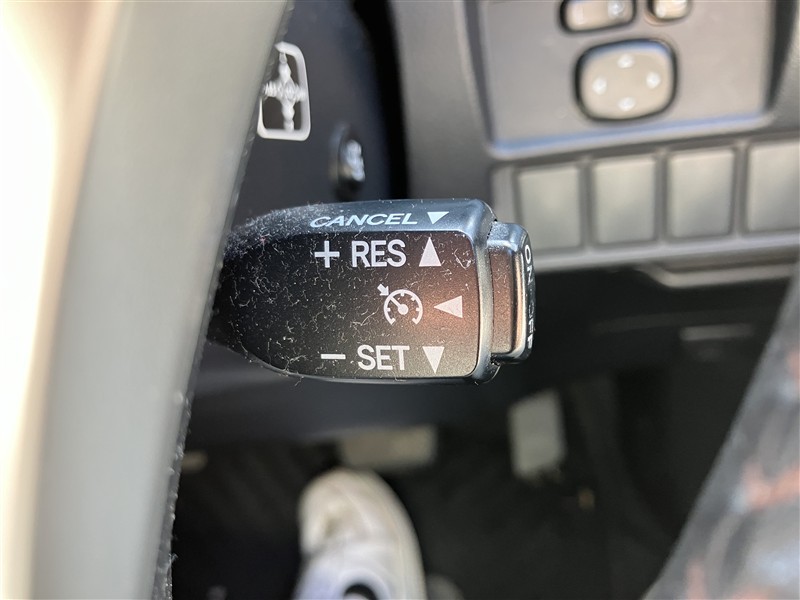 CANCEL ▼
+ RES ▲
◀
− SET ▼